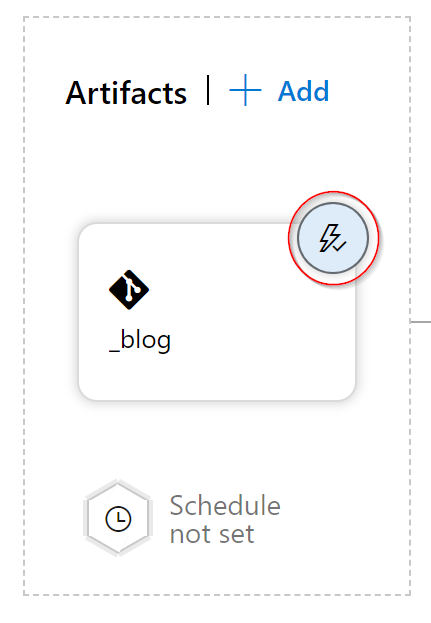 Artifacts | + Add
_blog
Schedule
not set